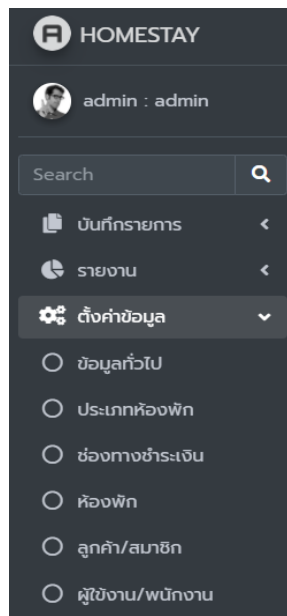 HOMESTAY
admin : admin
Search
บันทึกรายการ
รายงาน
ตั้งค่าข้อมูล
ข้อมูลทั่วไป
ประเภทห้องพัก
ช่องทางชำระเงิน
ห้องพัก
ลูกค้า/สมาชิก
ผู้ใช้งาน/พนักงาน